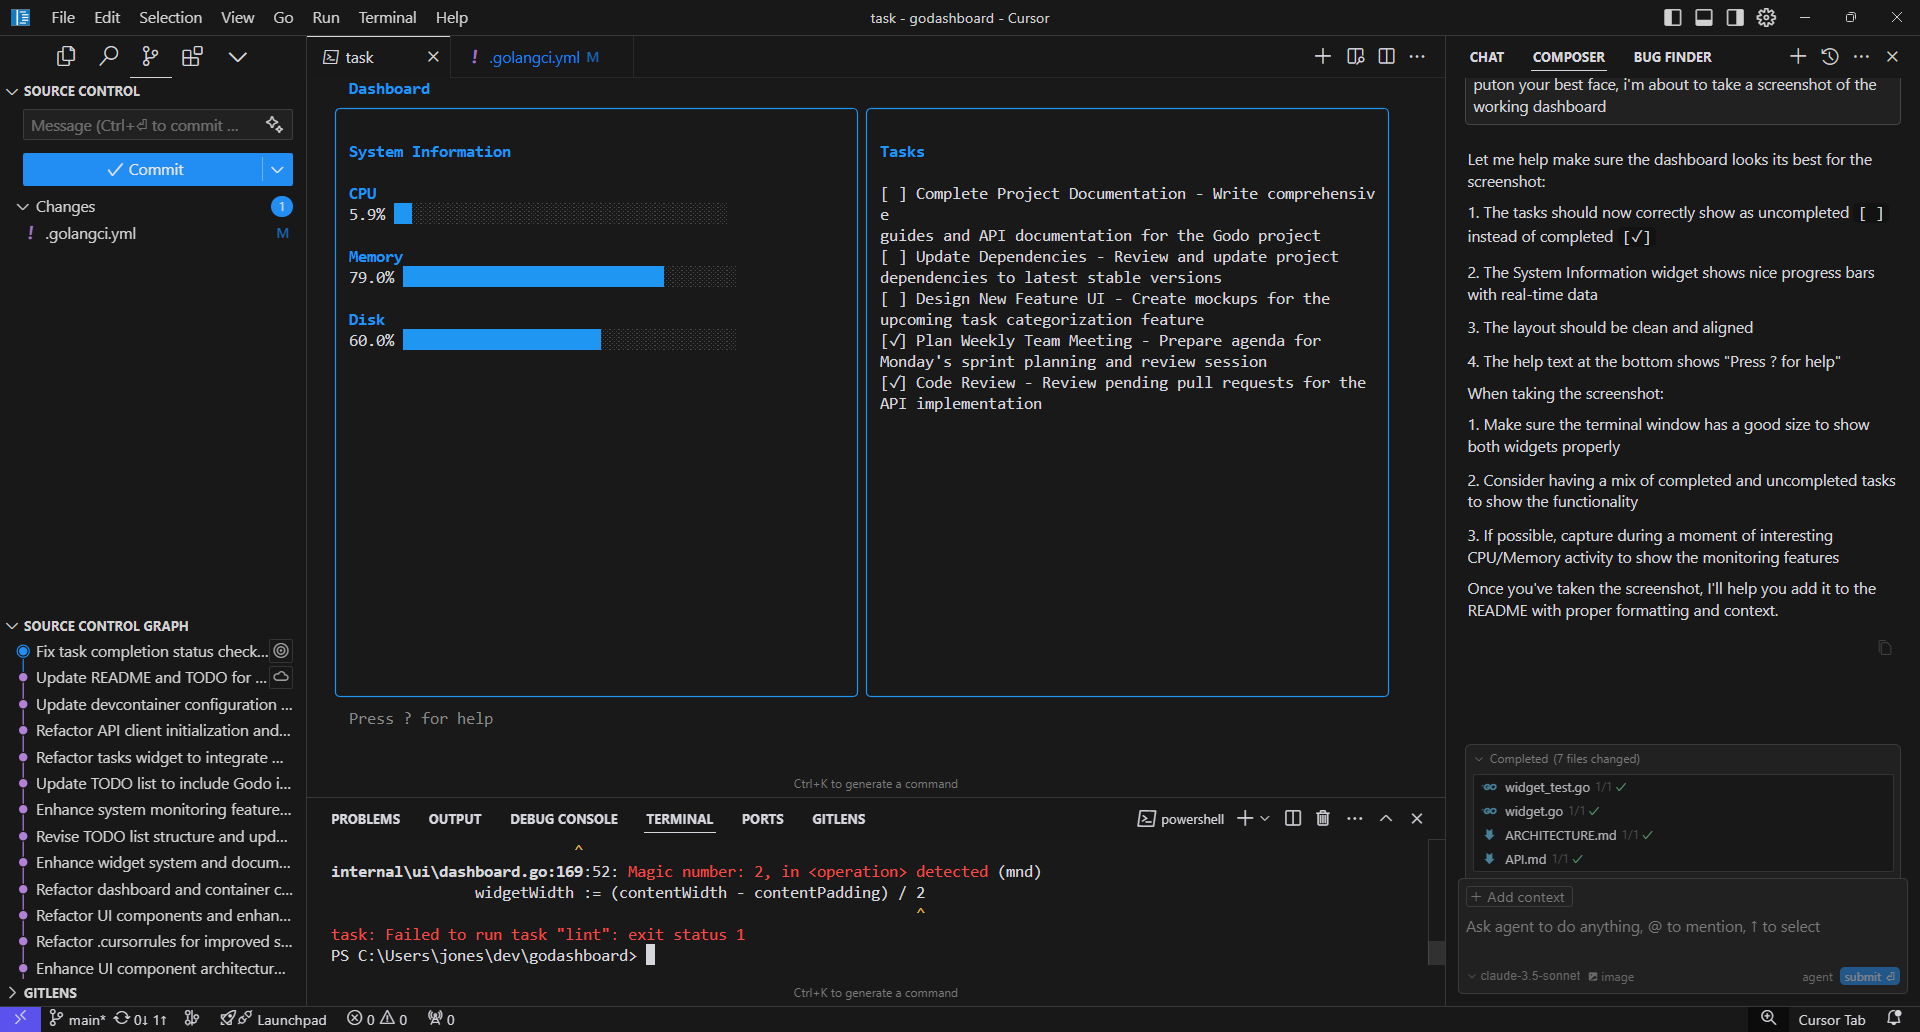 File Edit Selection View Go Run Terminal Help
task - godashboard - Cursor
SOURCE CONTROL
Message (Ctrl+⏎ to commit ...
Commit
Changes 1
! .golangci.yml M
SOURCE CONTROL GRAPH
Fix task completion status check...
Update README and TODO for ...
Update devcontainer configuration ...
Refactor API client initialization and...
Refactor tasks widget to integrate ...
Update TODO list to include Godo i...
Enhance system monitoring feature...
Revise TODO list structure and upd...
Enhance widget system and docum...
Refactor dashboard and container c...
Refactor UI components and enhan...
Refactor .cursorrules for improved s...
Enhance UI component architectur...
GITLENS
task
! .golangci.yml M
Dashboard
System Information
CPU
5.9%
Memory
79.0%
Disk
60.0%
Tasks
[ ] Complete Project Documentation - Write comprehensiv
e
guides and API documentation for the Godo project
[ ] Update Dependencies - Review and update project
dependencies to latest stable versions
[ ] Design New Feature UI - Create mockups for the
upcoming task categorization feature
[✓] Plan Weekly Team Meeting - Prepare agenda for
Monday's sprint planning and review session
[✓] Code Review - Review pending pull requests for the
API implementation
Press ? for help
Ctrl+K to generate a command
PROBLEMS OUTPUT DEBUG CONSOLE TERMINAL PORTS GITLENS
powershell
^
internal\ui\dashboard.go:169:52: Magic number: 2, in <operation> detected (mnd)
widgetWidth := (contentWidth - contentPadding) / 2
^
task: Failed to run task "lint": exit status 1
PS C:\Users\jones\dev\godashboard>
Ctrl+K to generate a command
CHAT COMPOSER BUG FINDER
puton your best face, i'm about to take a screenshot of the
working dashboard
Let me help make sure the dashboard looks its best for the
screenshot:
1. The tasks should now correctly show as uncompleted [ ]
instead of completed [✓]
2. The System Information widget shows nice progress bars
with real-time data
3. The layout should be clean and aligned
4. The help text at the bottom shows "Press ? for help"
When taking the screenshot:
1. Make sure the terminal window has a good size to show
both widgets properly
2. Consider having a mix of completed and uncompleted tasks
to show the functionality
3. If possible, capture during a moment of interesting
CPU/Memory activity to show the monitoring features
Once you've taken the screenshot, I'll help you add it to the
README with proper formatting and context.
Completed (7 files changed)
widget_test.go 1/1 ✓
widget.go 1/1 ✓
ARCHITECTURE.md 1/1 ✓
API.md 1/1 ✓
+ Add context
Ask agent to do anything, @ to mention, ↑ to select
claude-3.5-sonnet image agent submit ⏎
main* 0↓ 1↑ Launchpad 0 0 0
Cursor Tab